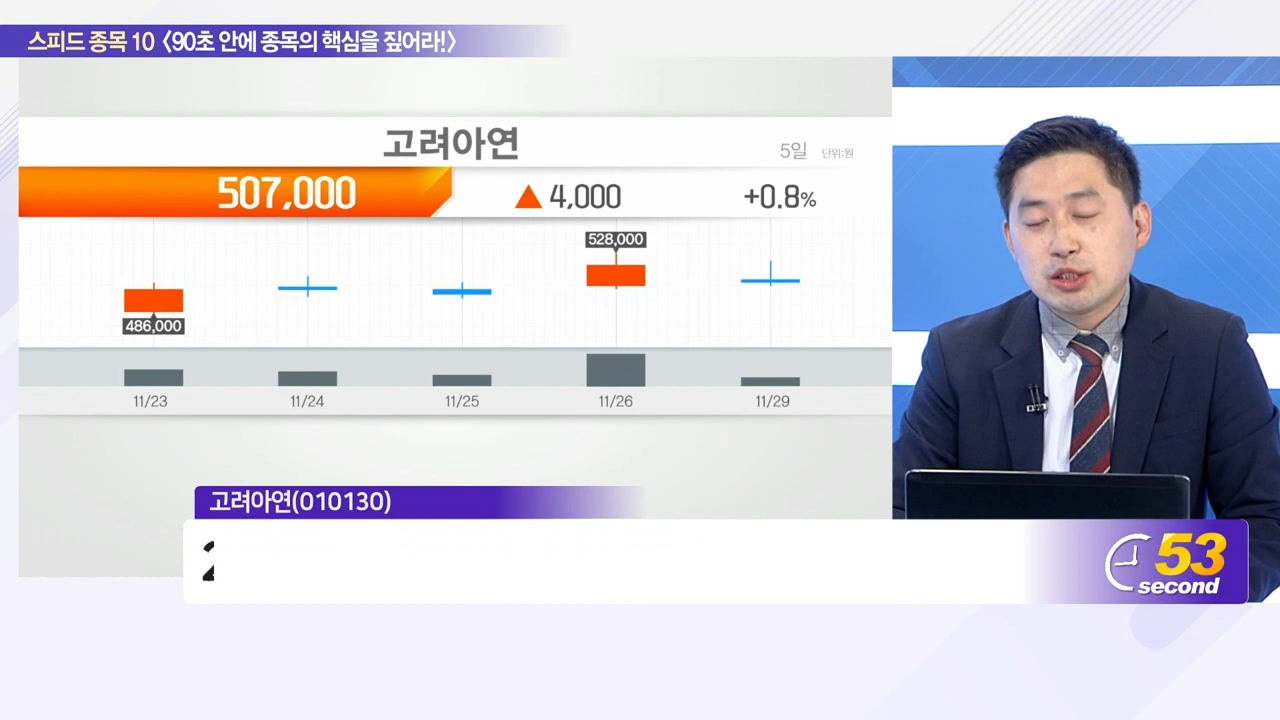 스피드 종목 10 <90초 안에 종목의 핵심을 짚어라!>
고려아연
5일 단위:원
507,000 ▲4,000 +0.8%
528,000
486,000
11/23 11/24 11/25 11/26 11/29
고려아연(010130)
53
second